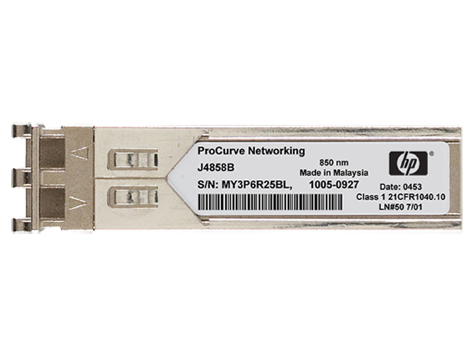 ProCurve Networking
J4858B
850 nm
Made in Malaysia
S/N: MY3P6R25BL, 1005-0927
hp
Date: 0453
Class 1 21CFR1040.10
LN#50 7/01